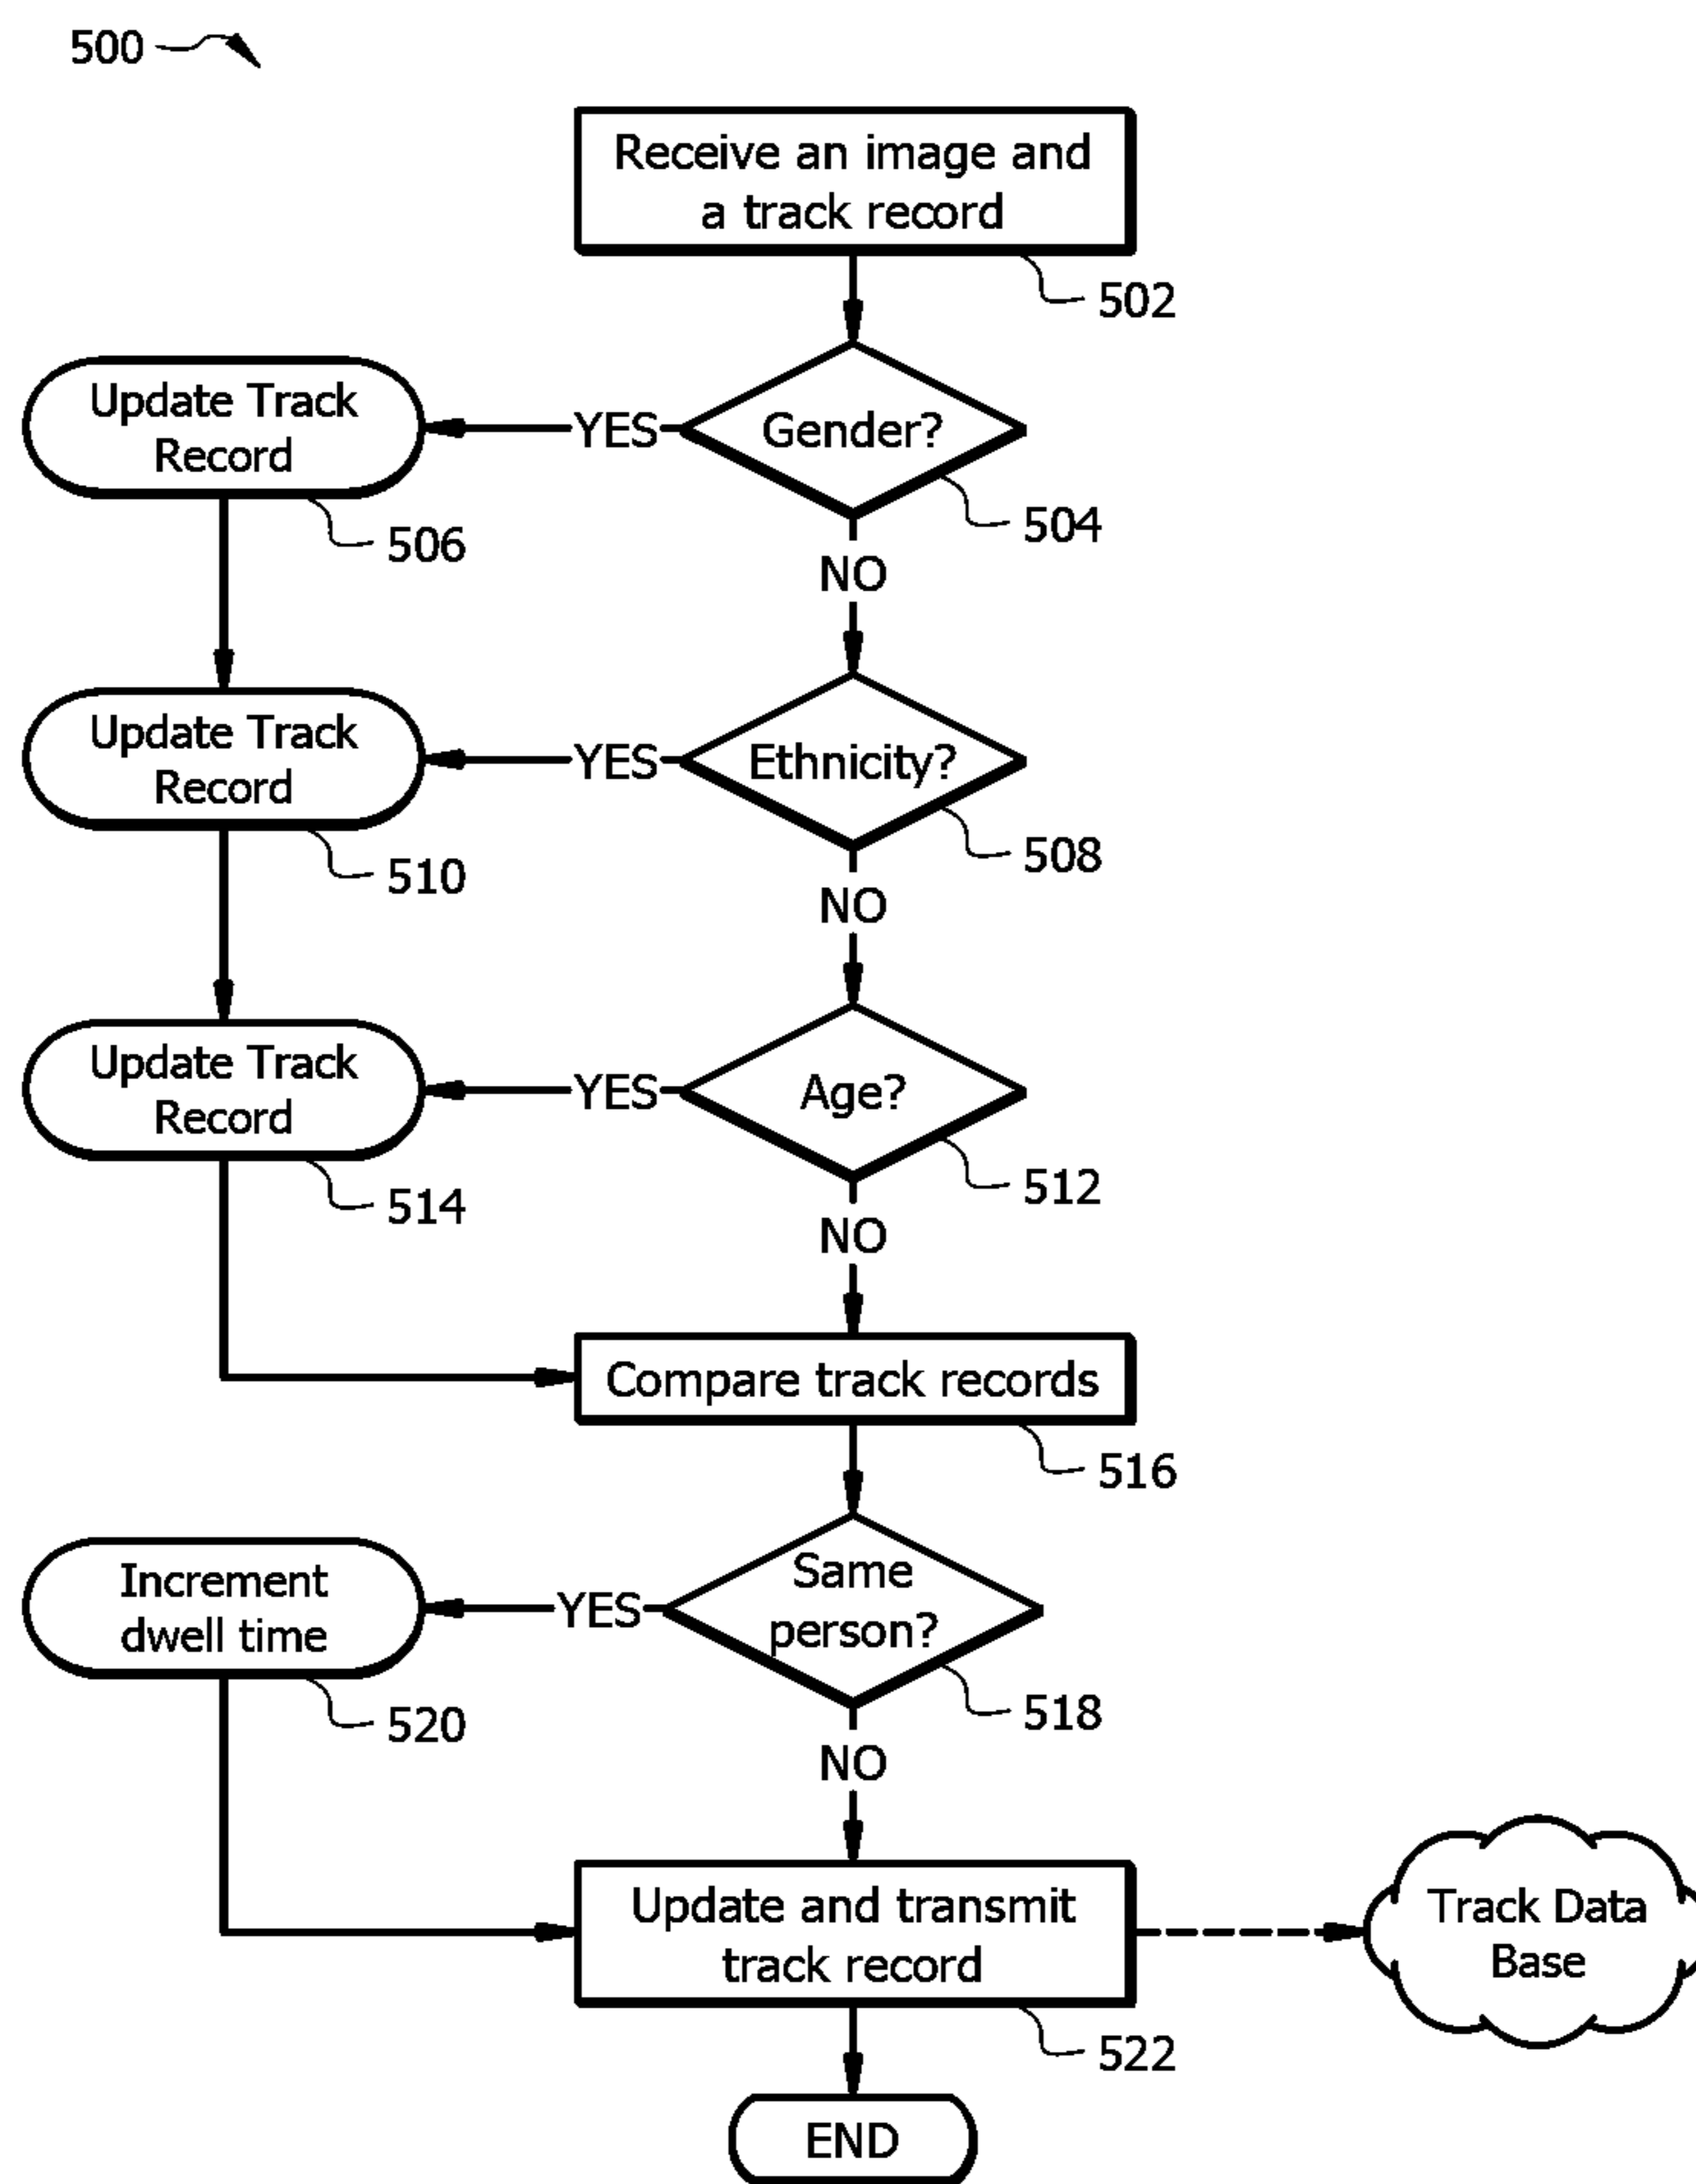 500
Receive an image and
a track record
502
Update Track
Record
YES
Gender?
506
504
NO
Update Track
Record
YES
Ethnicity?
510
508
NO
Update Track
Record
YES
Age?
514
512
NO
Compare track records
516
Increment
dwell time
YES
Same
person?
520
518
NO
Update and transmit
track record
Track Data
Base
522
END